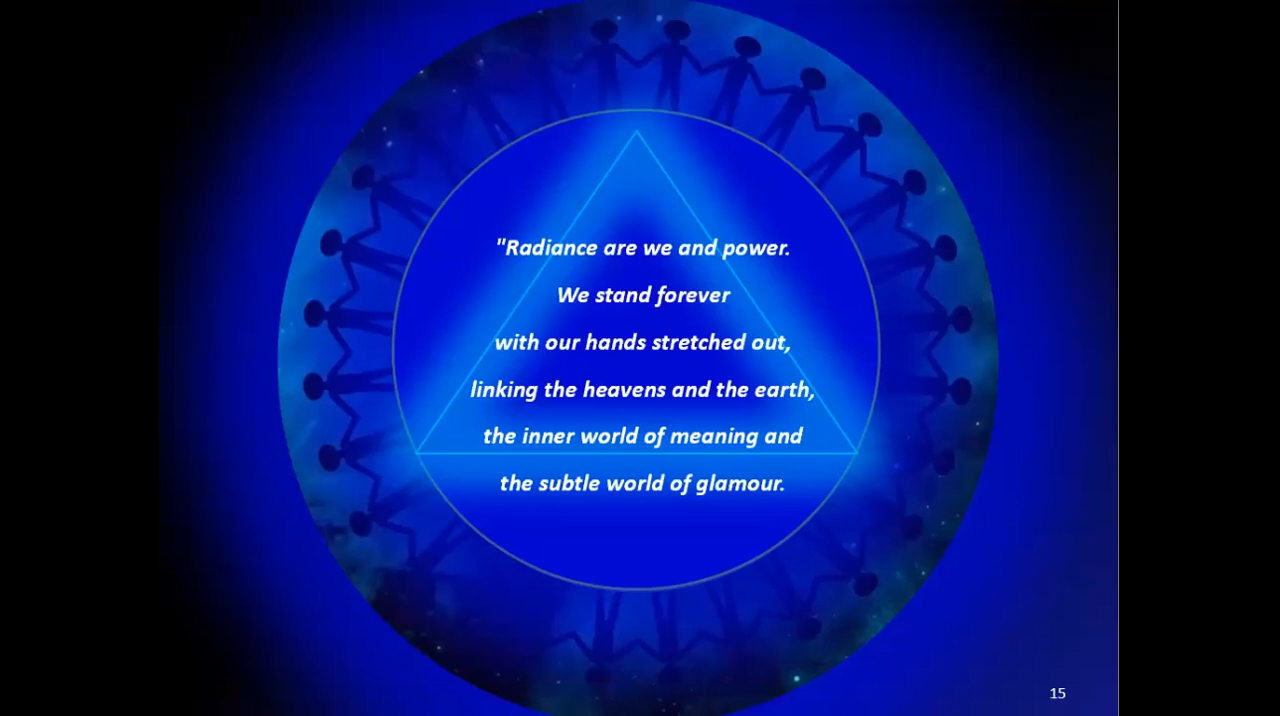 "Radiance are we and power.
We stand forever
with our hands stretched out,
linking the heavens and the earth,
the inner world of meaning and
the subtle world of glamour.
15